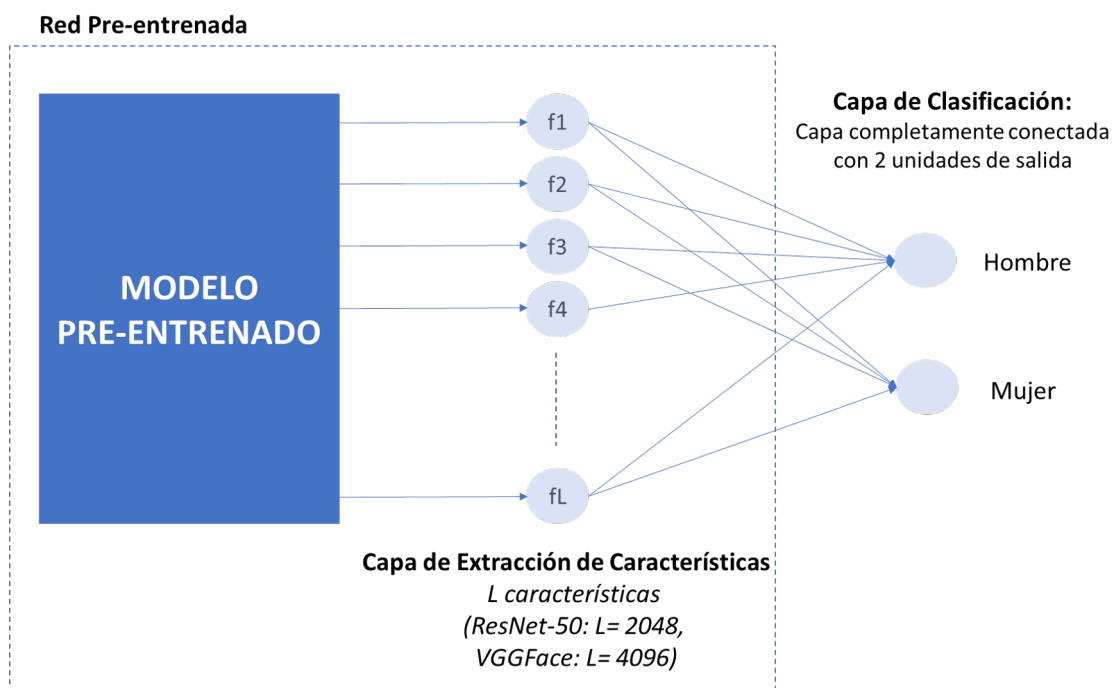 Red Pre-entrenada
MODELO
PRE-ENTRENADO
f1
f2
f3
f4
fL
Capa de Extracción de Características
L características
(ResNet-50: L= 2048,
VGGFace: L= 4096)
Capa de Clasificación:
Capa completamente conectada
con 2 unidades de salida
Hombre
Mujer